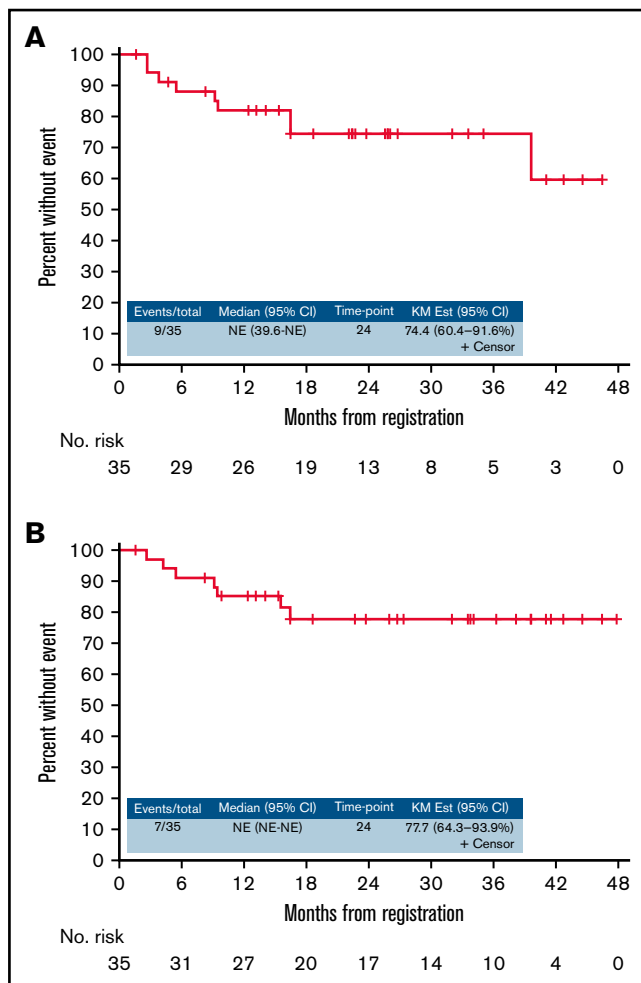 A
Percent without event
100
90
80
70
60
50
40
30
20
10
0
Events/total Median (95% CI) Time-point KM Est (95% CI)
9/35 NE (39.6-NE) 24 74.4 (60.4–91.6%)
+ Censor
0 6 12 18 24 30 36 42 48
Months from registration
No. risk
35 29 26 19 13 8 5 3 0
B
Percent without event
100
90
80
70
60
50
40
30
20
10
0
Events/total Median (95% CI) Time-point KM Est (95% CI)
7/35 NE (NE-NE) 24 77.7 (64.3–93.9%)
+ Censor
0 6 12 18 24 30 36 42 48
Months from registration
No. risk
35 31 27 20 17 14 10 4 0